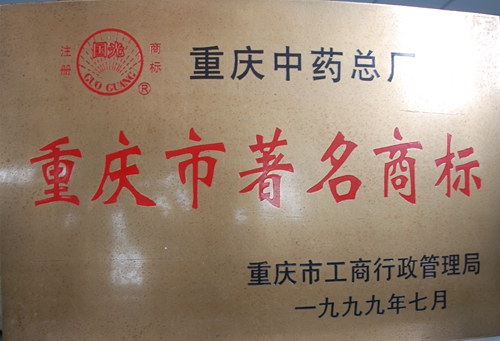 注册 商标
国光
GUO GUANG
®
重庆中药总厂
重庆市著名商标
重庆市工商行政管理局
一九九九年七月